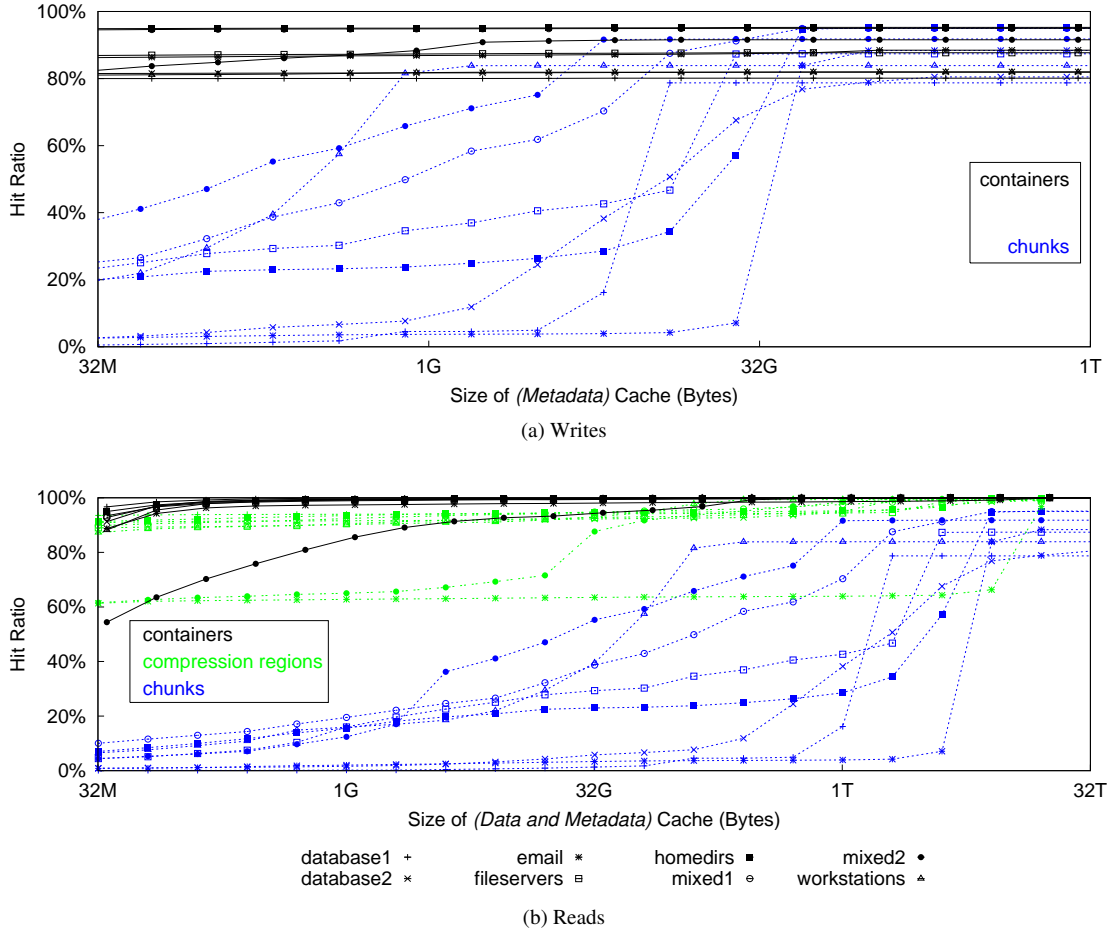 100%
80%
60%
40%
20%
0%
Hit Ratio
containers
chunks
32M 1G 32G 1T
Size of (Metadata) Cache (Bytes)
(a) Writes
100%
80%
60%
40%
20%
0%
Hit Ratio
containers
compression regions
chunks
32M 1G 32G 1T 32T
Size of (Data and Metadata) Cache (Bytes)
database1 email homedirs mixed2
database2 fileservers mixed1 workstations
(b) Reads